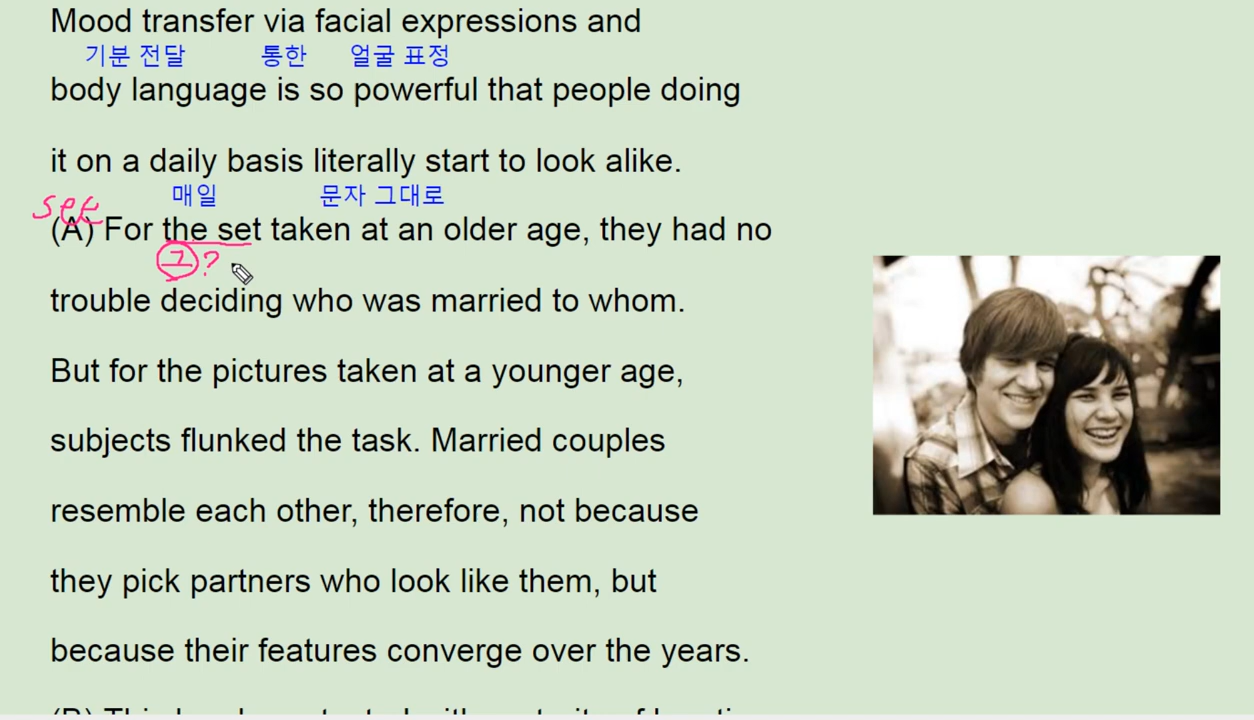 Mood transfer via facial expressions and
기분 전달 통한 얼굴 표정
body language is so powerful that people doing
it on a daily basis literally start to look alike.
매일 문자 그대로
set
(A) For the set taken at an older age, they had no
그?
trouble deciding who was married to whom.
But for the pictures taken at a younger age,
subjects flunked the task. Married couples
resemble each other, therefore, not because
they pick partners who look like them, but
because their features converge over the years.